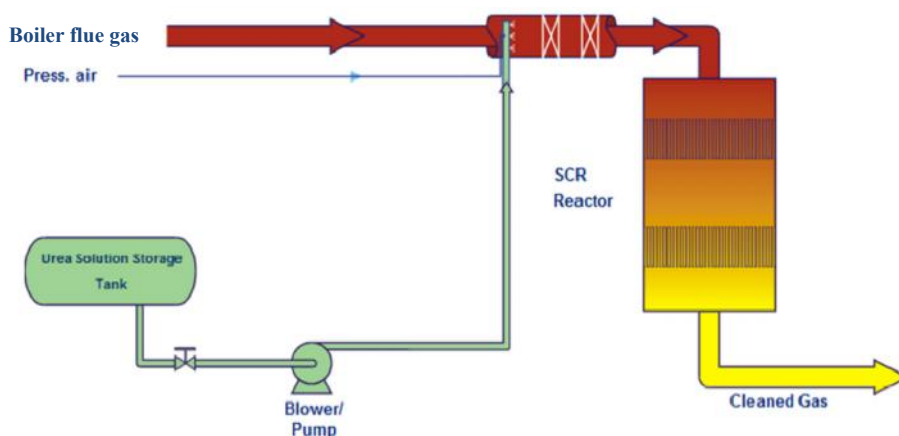 Boiler flue gas
Press. air
SCR
Reactor
Urea Solution Storage
Tank
Blower/
Pump
Cleaned Gas